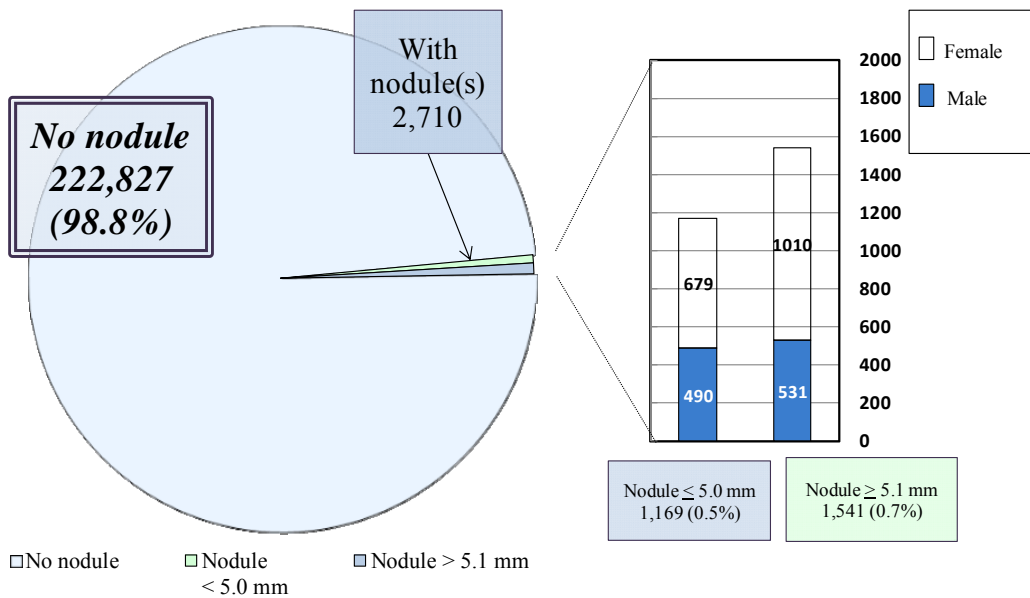 With
nodule(s)
2,710
No nodule
222,827
(98.8%)
Female
Male
2000
1800
1600
1400
1200
1000
800
600
400
200
0
679
1010
490
531
Nodule ≤ 5.0 mm
1,169 (0.5%)
Nodule ≥ 5.1 mm
1,541 (0.7%)
No nodule
Nodule
< 5.0 mm
Nodule > 5.1 mm